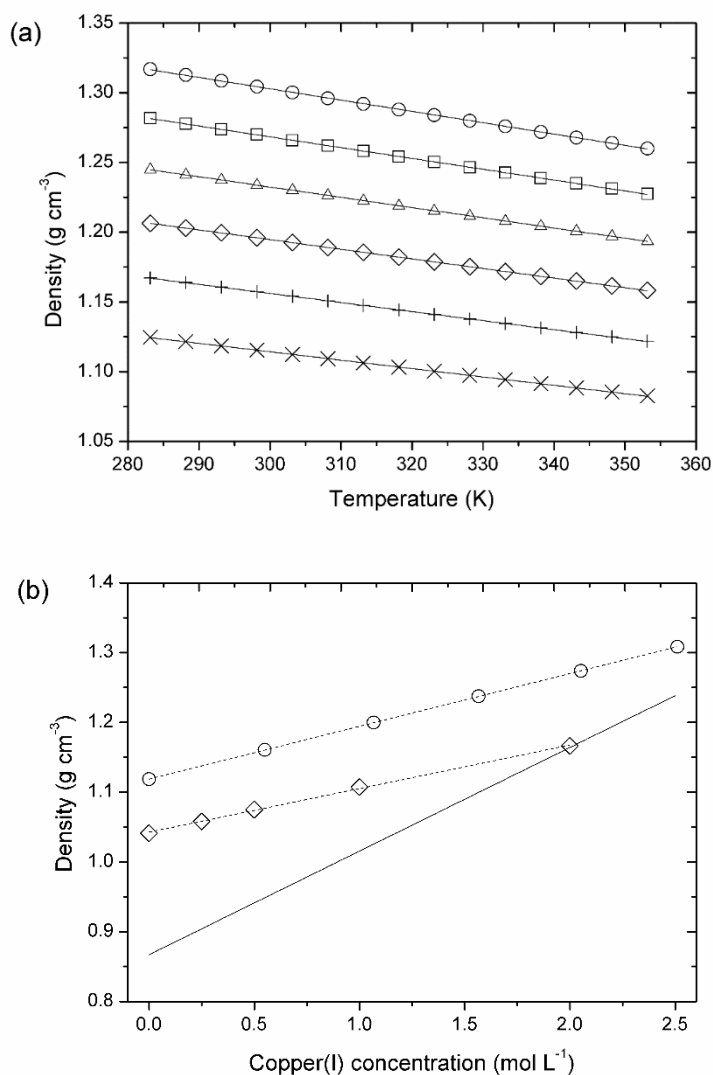 (a)
1.35
1.30
1.25
1.20
1.15
1.10
1.05
Density (g cm⁻³)
280 290 300 310 320 330 340 350 360
Temperature (K)
(b)
1.4
1.3
1.2
1.1
1.0
0.9
0.8
Density (g cm⁻³)
0.0 0.5 1.0 1.5 2.0 2.5
Copper(I) concentration (mol L⁻¹)